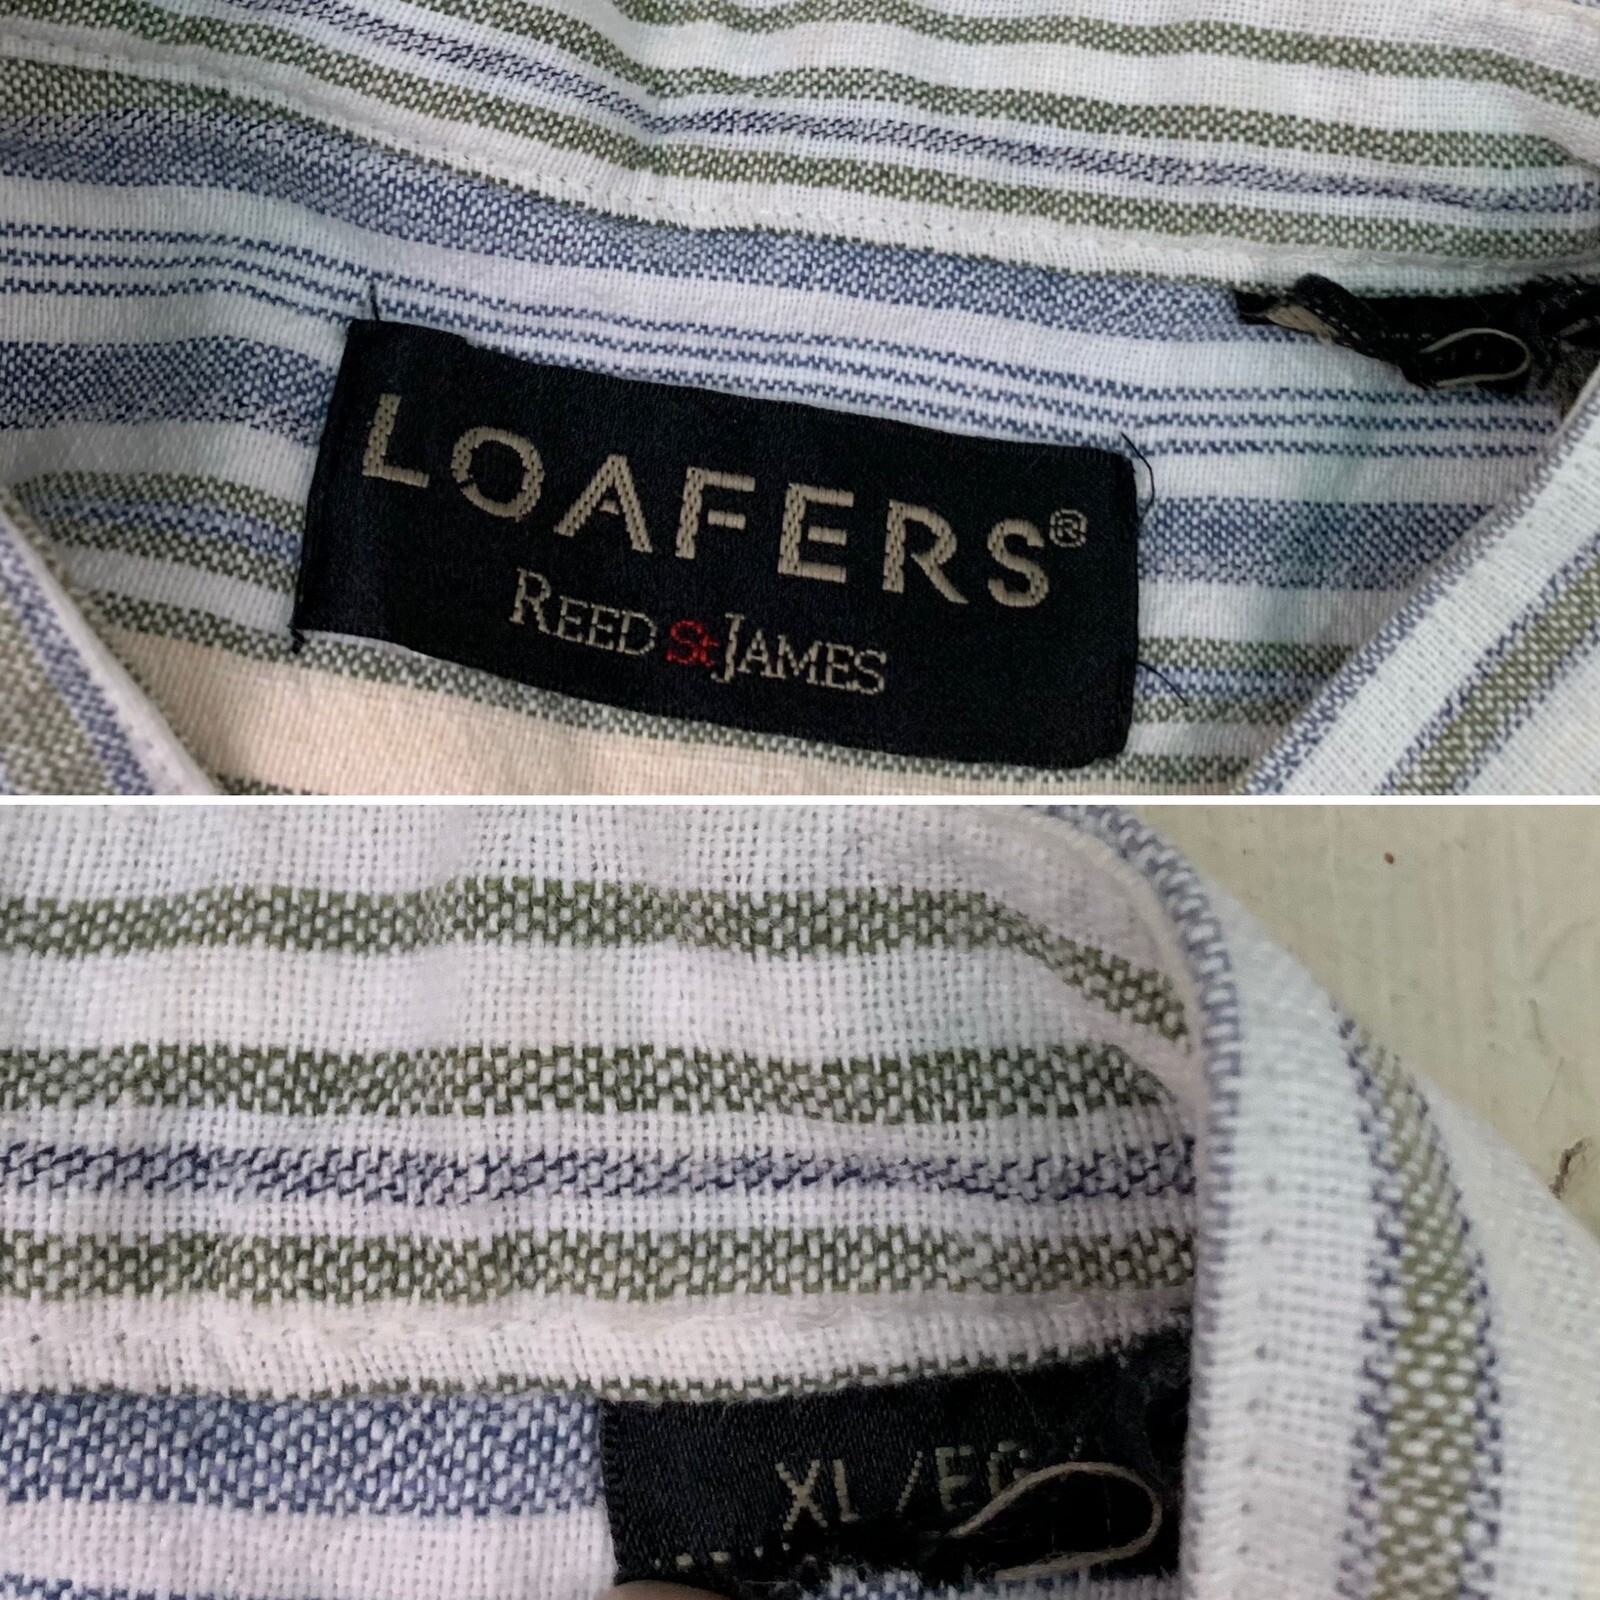 LOAFERS®
REED St JAMES
XL /EG